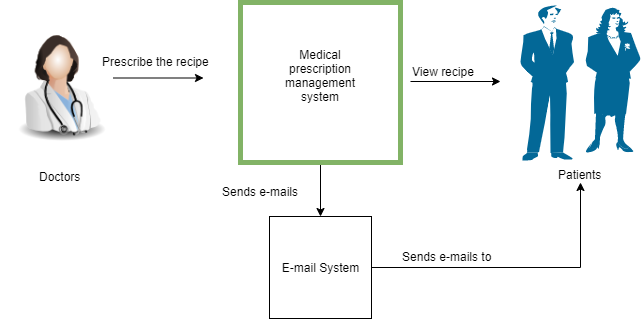 Prescribe the recipe
Medical
prescription
management
system
View recipe
Doctors
Patients
Sends e-mails
E-mail System
Sends e-mails to